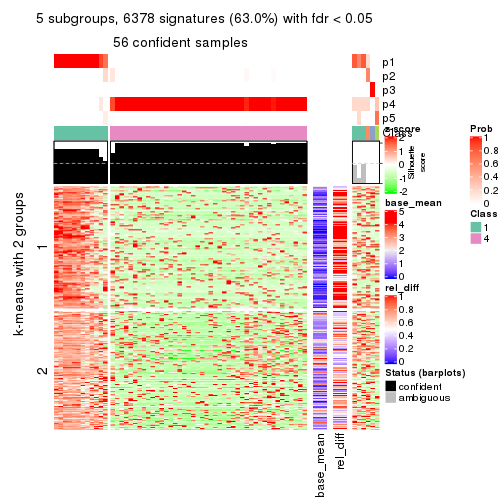 5 subgroups, 6378 signatures (63.0%) with fdr < 0.05
56 confident samples
p1
p2
p3
p4
p5
Class
Silhouette score
k-means with 2 groups
1
2
base_mean
rel_diff
z-score
2
1
0
-1
-2
base_mean
5
4
3
2
1
0
rel_diff
1
0.8
0.6
0.4
0.2
0
Status (barplots)
confident
ambiguous
Prob
1
0.8
0.6
0.4
0.2
0
Class
1
4